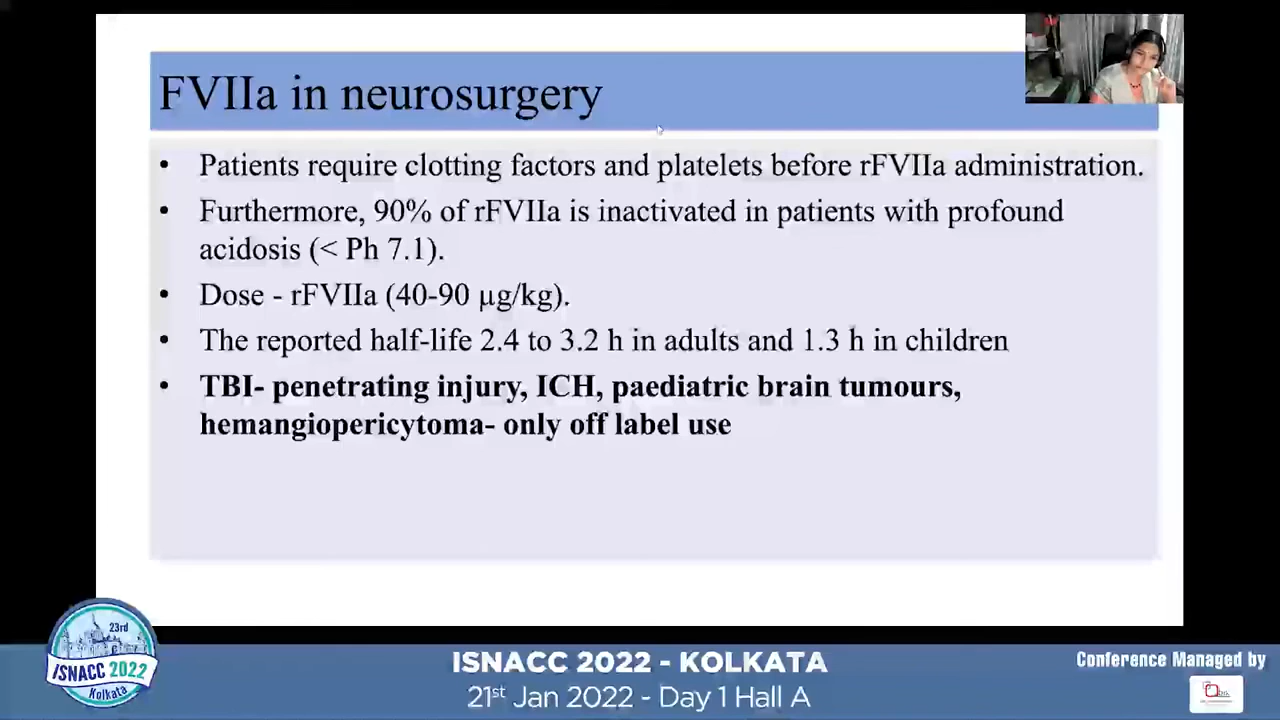 FVIIa in neurosurgery
• Patients require clotting factors and platelets before rFVIIa administration.
• Furthermore, 90% of rFVIIa is inactivated in patients with profound
acidosis (< Ph 7.1).
• Dose - rFVIIa (40-90 µg/kg).
• The reported half-life 2.4 to 3.2 h in adults and 1.3 h in children
• TBI- penetrating injury, ICH, paediatric brain tumours,
hemangiopericytoma- only off label use
23rd
ISNACC 2022
Kolkata
ISNACC 2022 - KOLKATA
21st Jan 2022 - Day 1 Hall A
Conference Managed by